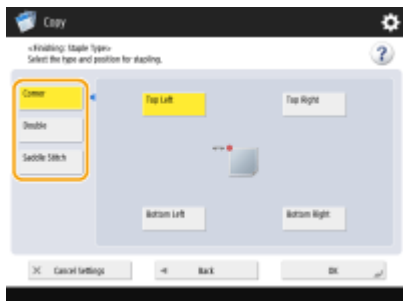 Copy
<Finishing: Staple Type>
Select the type and position for stapling.
Corner
Top Left
Top Right
Double
Saddle Stitch
Bottom Left
Bottom Right
Cancel Settings
Back
OK